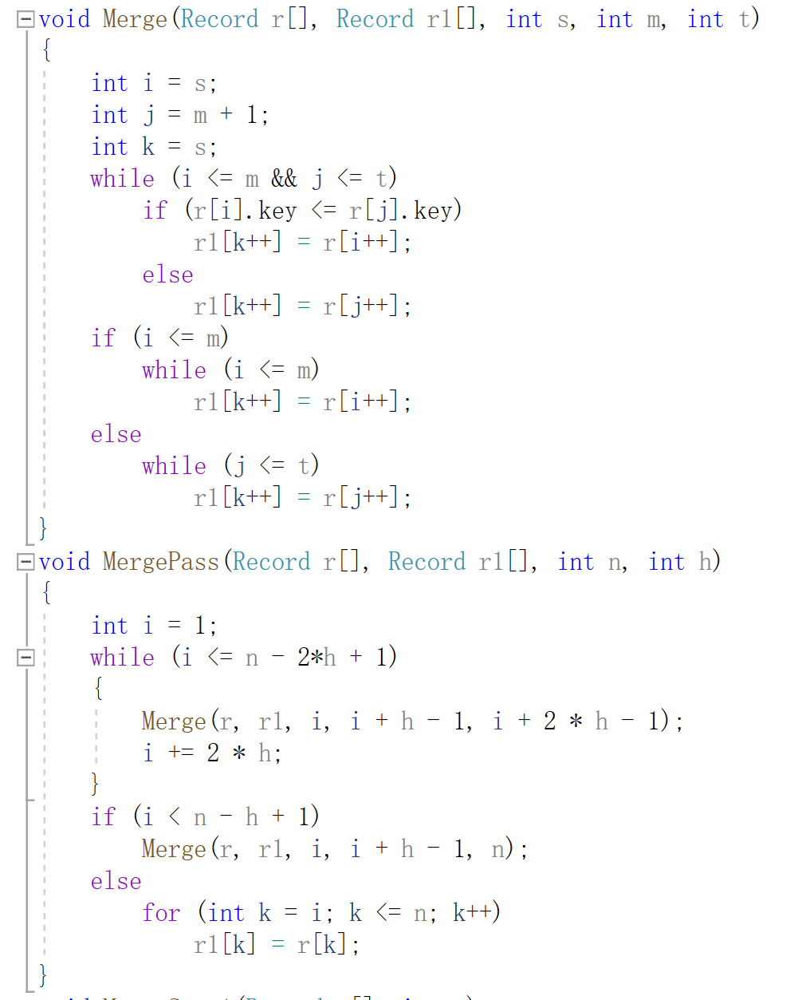 void Merge(Record r[], Record r1[], int s, int m, int t)
{
    int i = s;
    int j = m + 1;
    int k = s;
    while (i <= m && j <= t)
        if (r[i].key <= r[j].key)
            r1[k++] = r[i++];
        else
            r1[k++] = r[j++];
    if (i <= m)
        while (i <= m)
            r1[k++] = r[i++];
    else
        while (j <= t)
            r1[k++] = r[j++];
}
void MergePass(Record r[], Record r1[], int n, int h)
{
    int i = 1;
    while (i <= n - 2*h + 1)
    {
        Merge(r, r1, i, i + h - 1, i + 2 * h - 1);
        i += 2 * h;
    }
    if (i < n - h + 1)
        Merge(r, r1, i, i + h - 1, n);
    else
        for (int k = i; k <= n; k++)
            r1[k] = r[k];
}